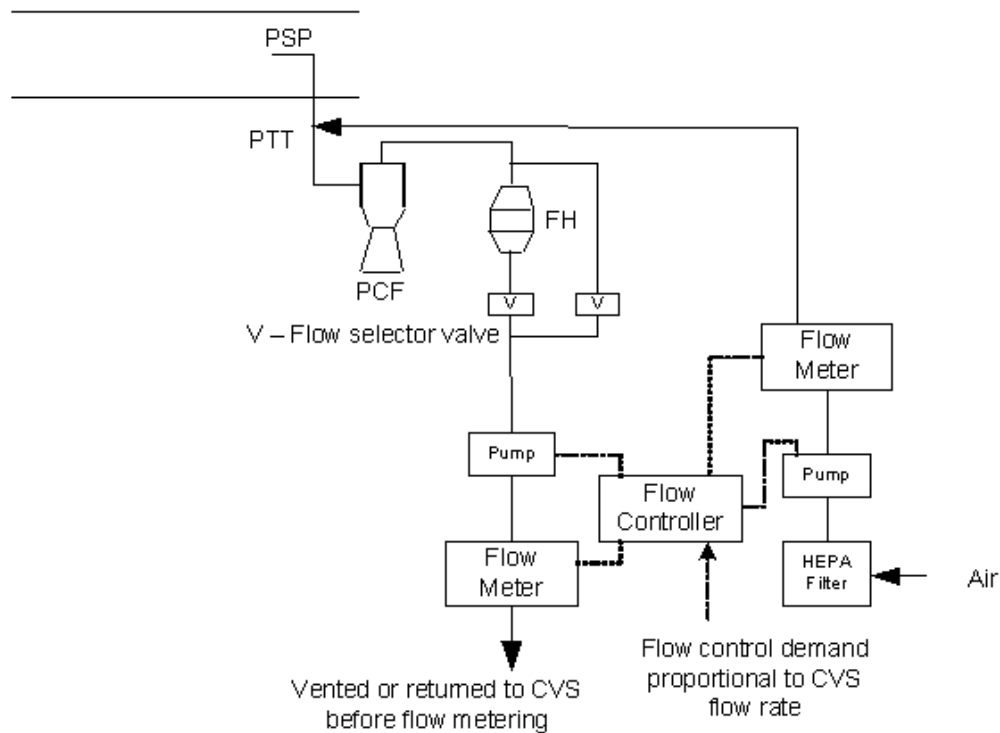 PSP
PTT
FH
PCF
V
V
V – Flow selector valve
Flow
Meter
Pump
Pump
Flow
Controller
HEPA
Filter
Air
Flow
Meter
Flow control demand
proportional to CVS
flow rate
Vented or returned to CVS
before flow metering